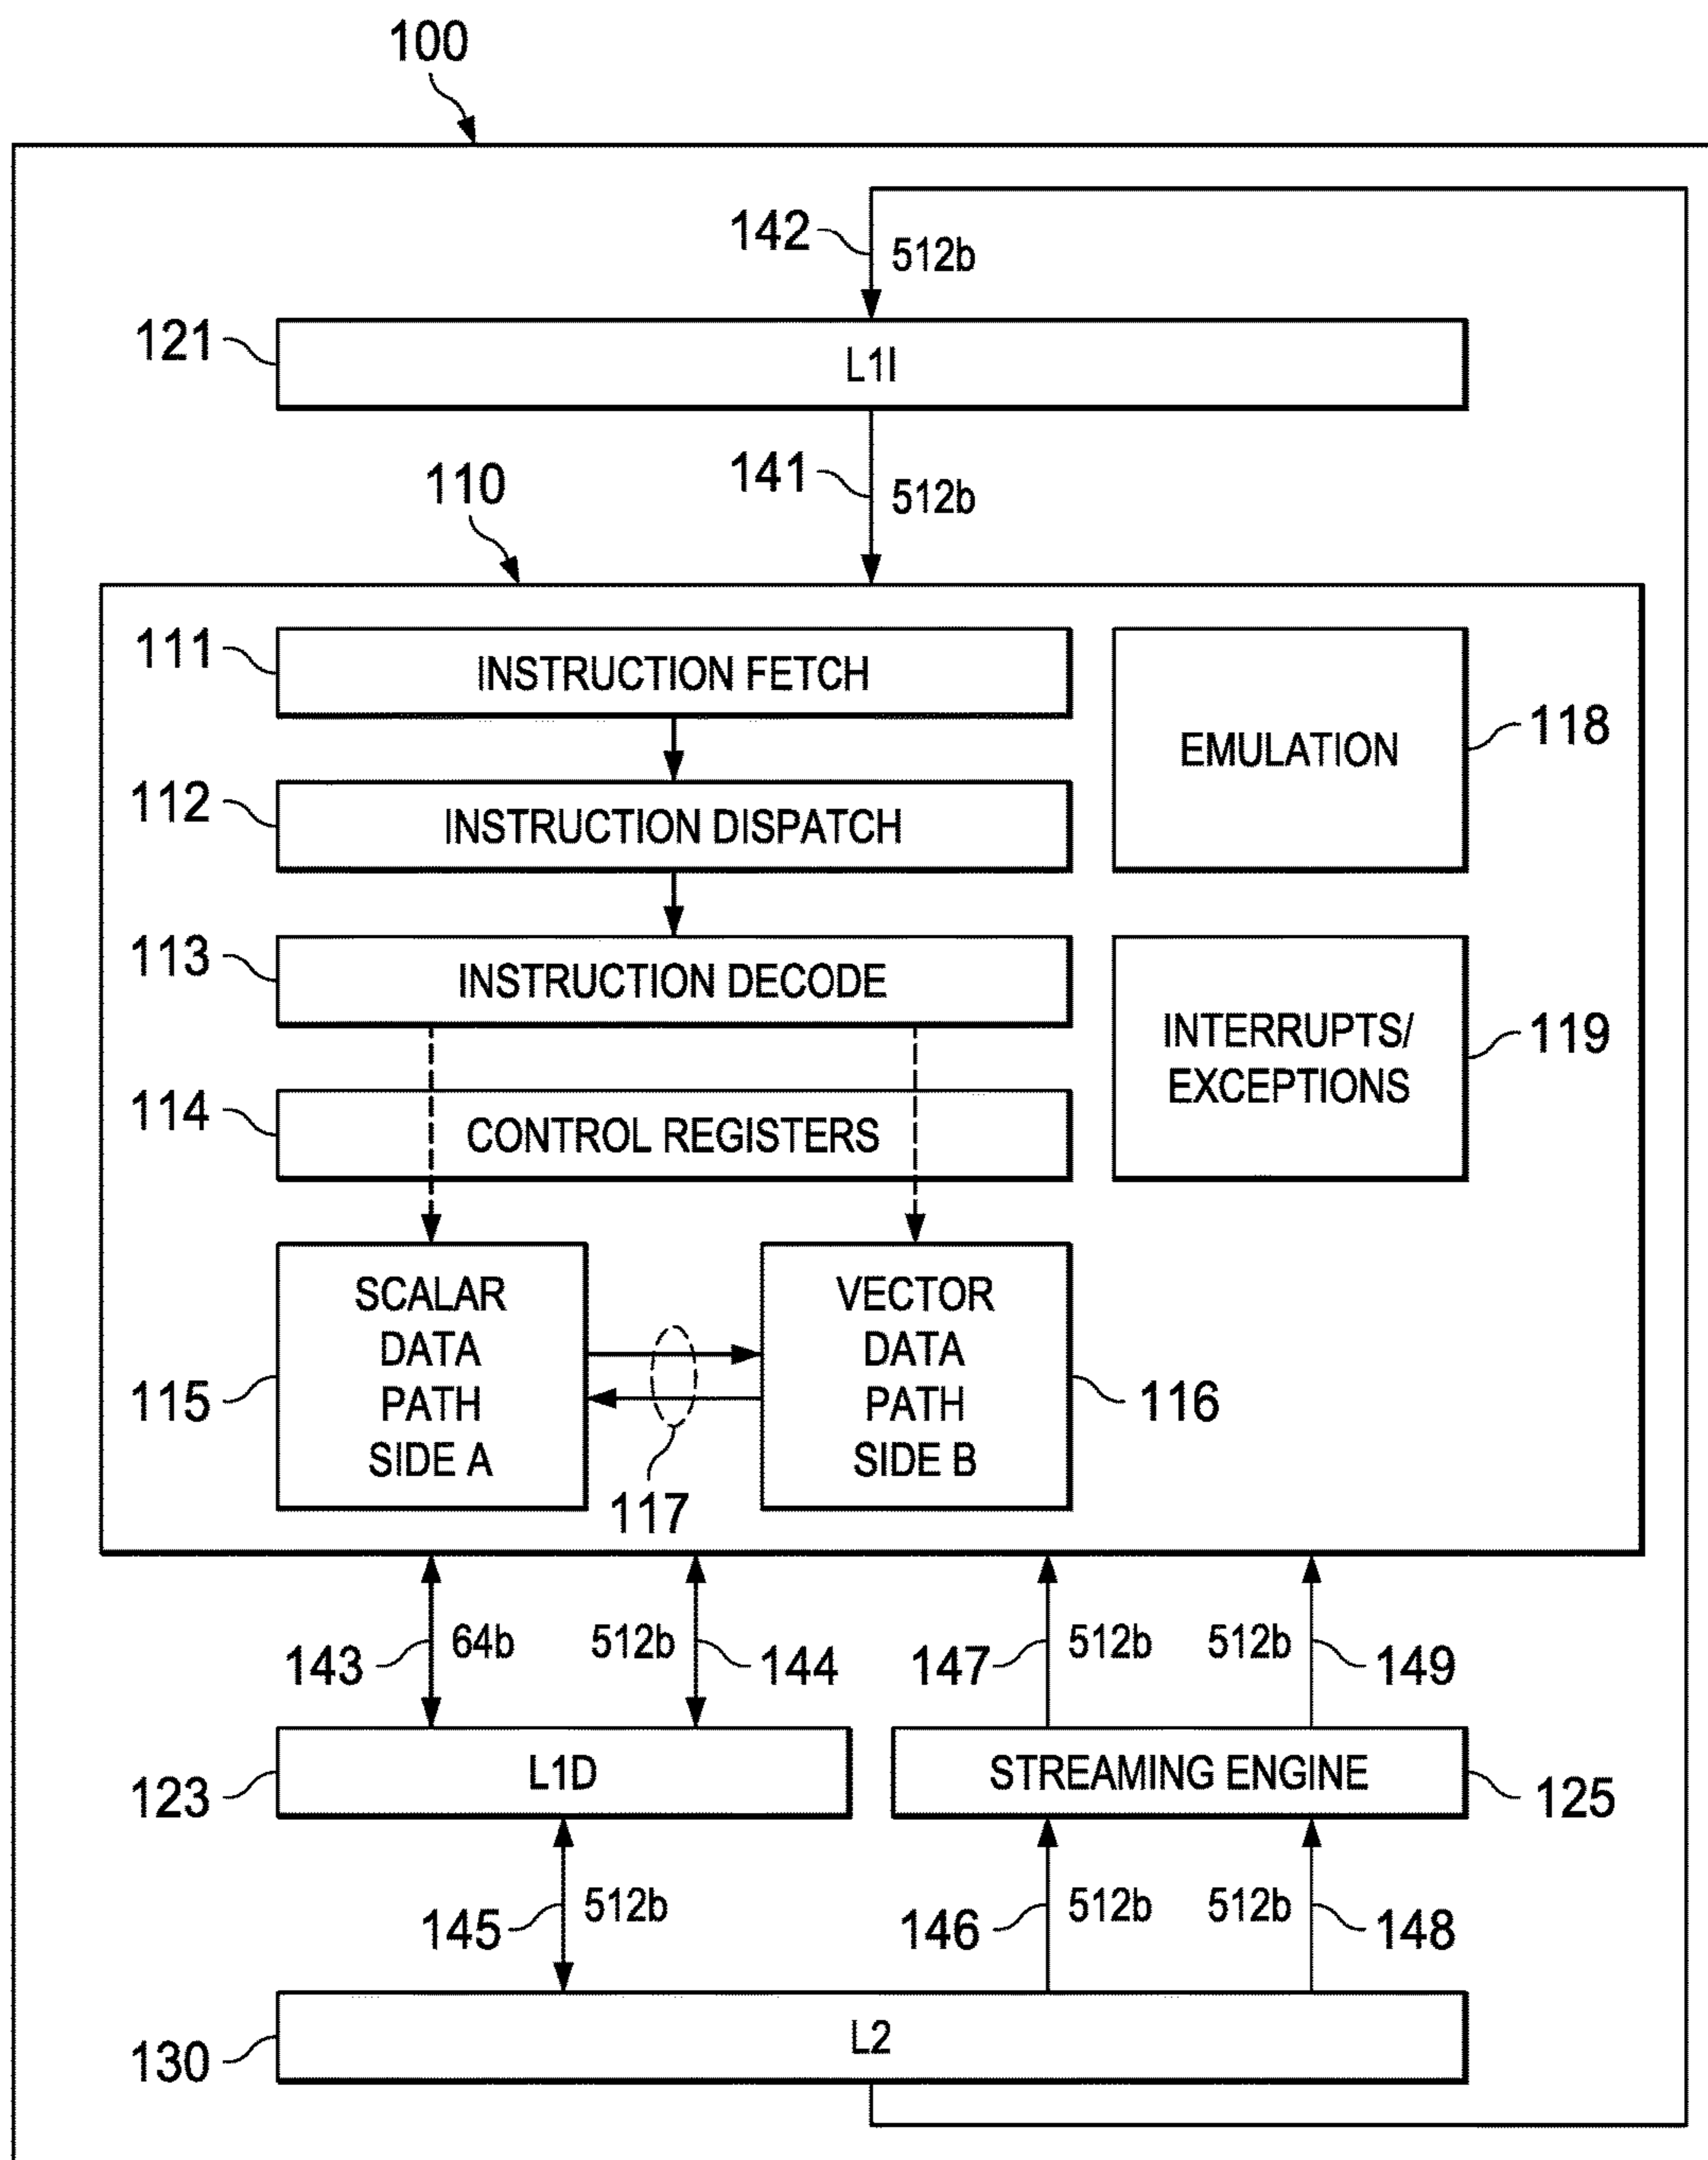 100
142
512b
121
L1I
141
512b
110
111
INSTRUCTION FETCH
EMULATION
118
112
INSTRUCTION DISPATCH
113
INSTRUCTION DECODE
INTERRUPTS/
EXCEPTIONS
119
114
CONTROL REGISTERS
SCALAR
DATA
PATH
SIDE A
115
VECTOR
DATA
PATH
SIDE B
116
117
143
64b
512b
144
147
512b
512b
149
123
L1D
STREAMING ENGINE
125
145
512b
146
512b
512b
148
130
L2